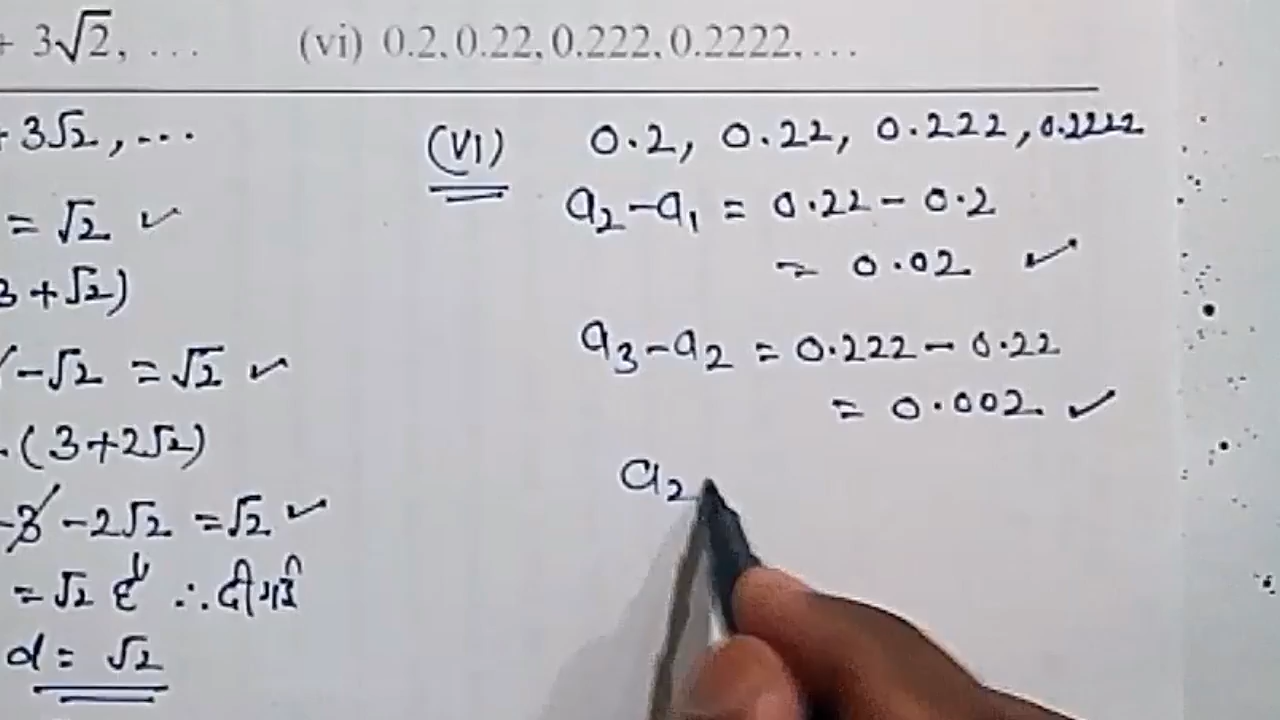 + 3√2, ... (vi) 0.2, 0.22, 0.222, 0.2222, ...
+ 3√2, ...
= √2 ✓
3 + √2)
- √2 = √2 ✓
. (3 + 2√2)
- 3 - 2√2 = √2 ✓
= √2 है ∴ दी गई
d = √2
(VI) 0.2, 0.22, 0.222, 0.2222
a₂ - a₁ = 0.22 - 0.2
= 0.02 ✓
a₃ - a₂ = 0.222 - 0.22
= 0.002 ✓
a₂